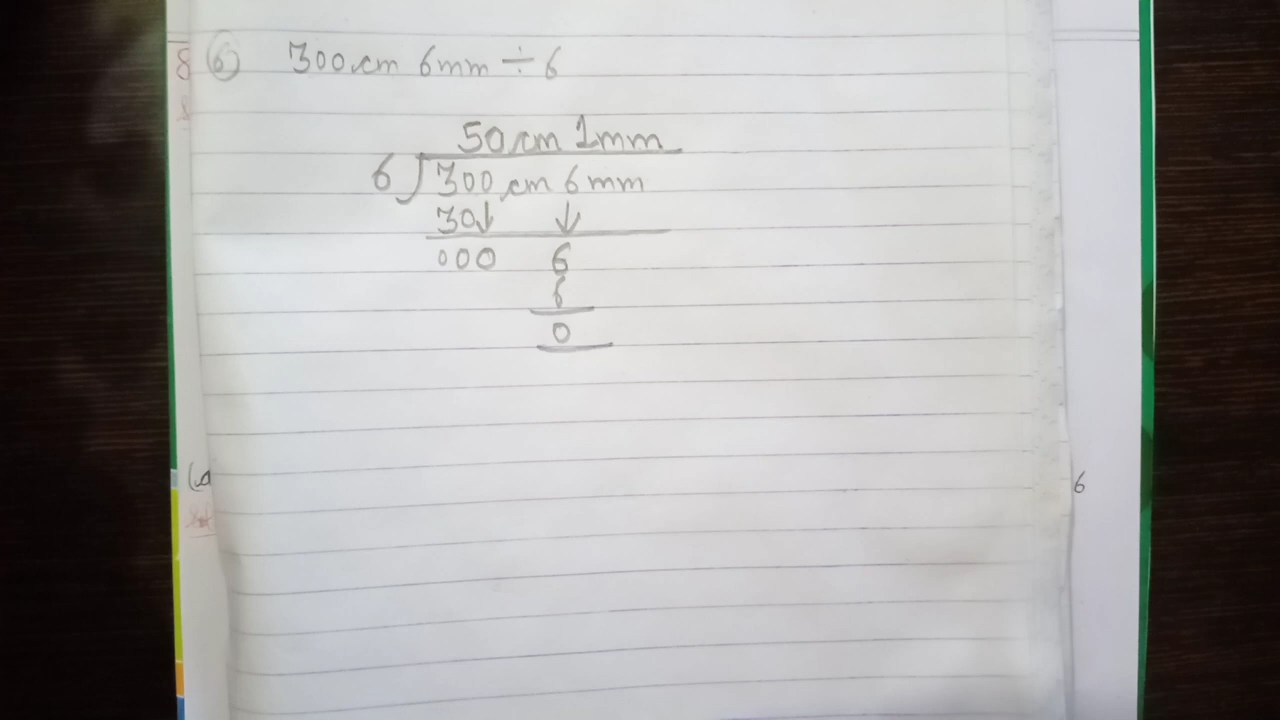 8 (6) 300 cm 6 mm ÷ 6
50 cm 1 mm
6 ) 300 cm 6 mm
30↓ ↓
000 6
6
0
6